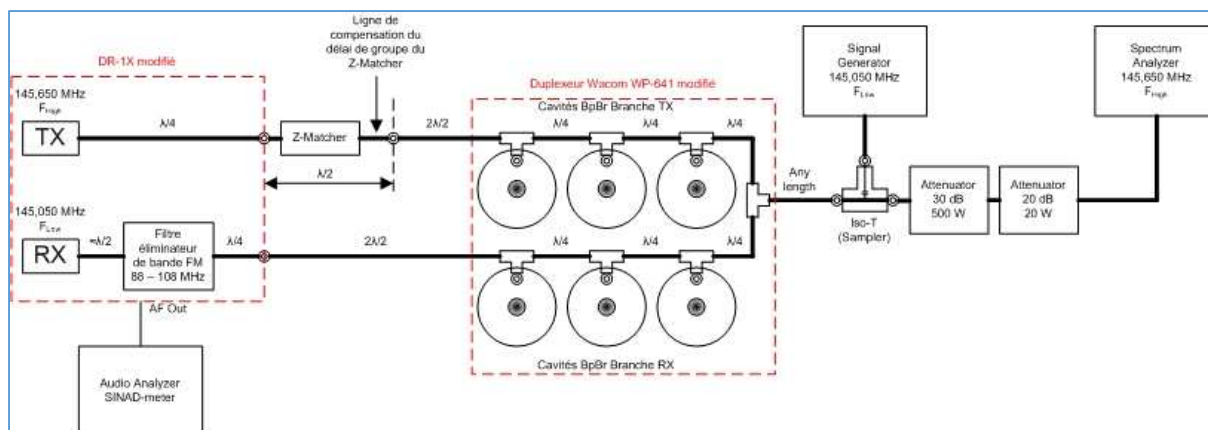 Ligne de
compensation du
délai de groupe du
Z-Matcher
DR-1X modifié
145,650 MHz
FHigh
TX
λ/4
Z-Matcher
2λ/2
λ/2
145,050 MHz
FLow
RX
≈λ/2
Filtre
éliminateur
de bande FM
88 – 108 MHz
λ/4
2λ/2
AF Out
Audio Analyzer
SINAD-meter
Duplexeur Wacom WP-641 modifié
Cavités BpBr Branche TX
λ/4
λ/4
λ/4
λ/4
λ/4
λ/4
Cavités BpBr Branche RX
Any
length
Signal
Generator
145,050 MHz
FLow
Iso-T
(Sampler)
Attenuator
30 dB
500 W
Attenuator
20 dB
20 W
Spectrum
Analyzer
145,650 MHz
FHigh